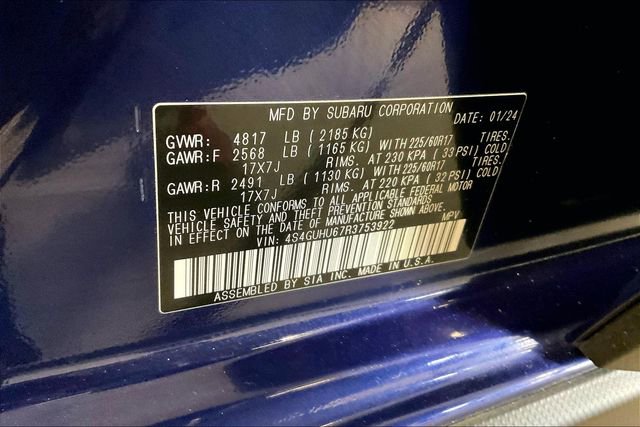 MFD BY SUBARU CORPORATION DATE: 01/24
GVWR: 4817 LB (2185 KG)
GAWR:F 2568 LB (1165 KG) WITH 225/60R17 TIRES.
17X7J RIMS. AT 230 KPA (33 PSI) COLD
GAWR:R 2491 LB (1130 KG) WITH 225/60R17 TIRES.
17X7J RIMS. AT 220 KPA (32 PSI) COLD
THIS VEHICLE CONFORMS TO ALL APPLICABLE FEDERAL MOTOR
VEHICLE SAFETY AND THEFT PREVENTION STANDARDS
IN EFFECT ON THE DATE OF MANUFACTURE SHOWN ABOVE.
VIN: 4S4GUHU67R3753922 MPV
ASSEMBLED BY SIA INC. MADE IN U.S.A.